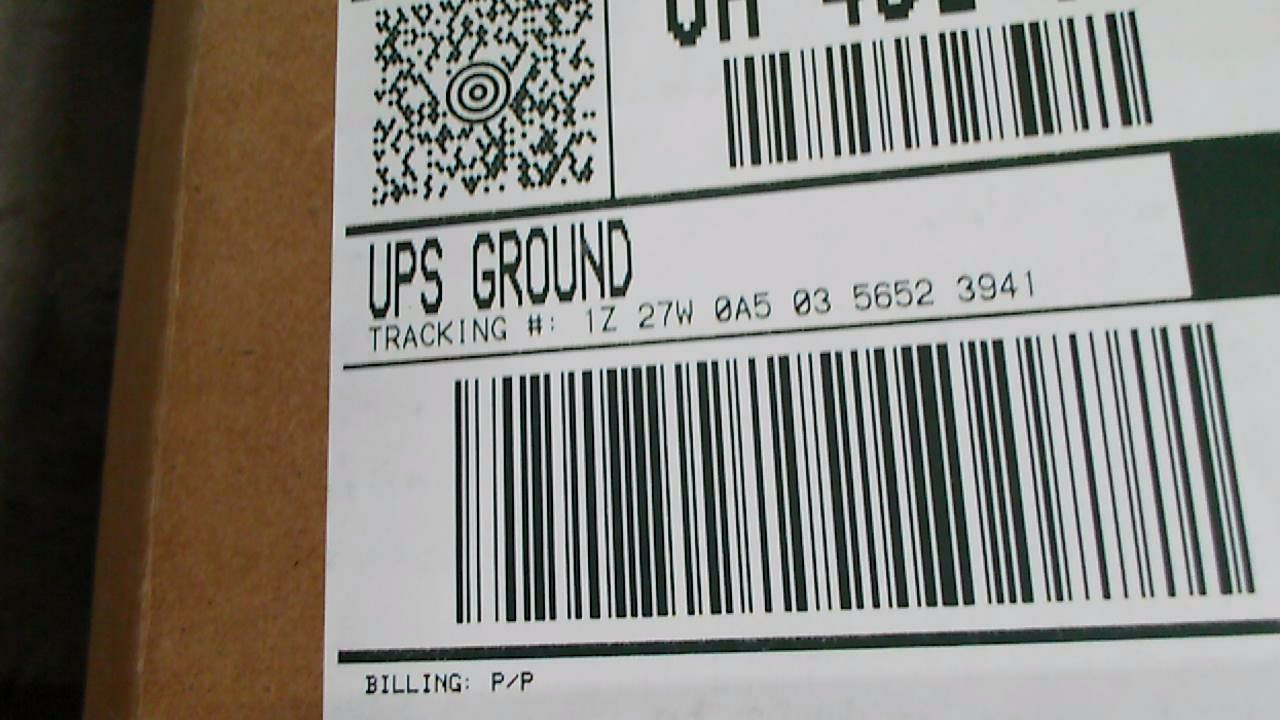 UPS GROUND
TRACKING #: 1Z 27W 0A5 03 5652 3941
BILLING: P/P